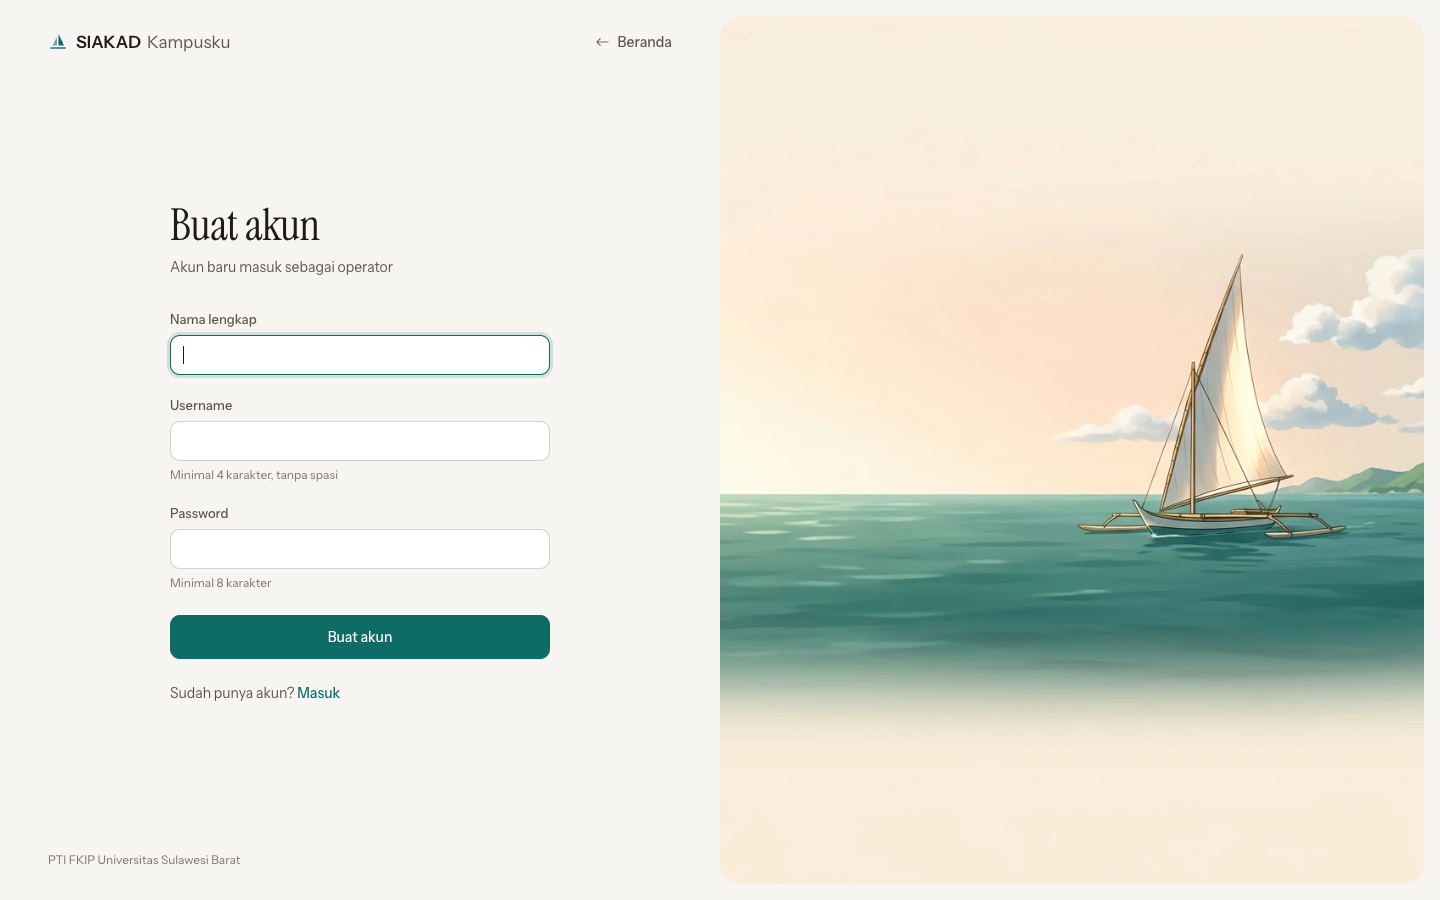 SIAKAD Kampusku
← Beranda
Buat akun
Akun baru masuk sebagai operator
Nama lengkap
Username
Minimal 4 karakter, tanpa spasi
Password
Minimal 8 karakter
Buat akun
Sudah punya akun? Masuk
PTI FKIP Universitas Sulawesi Barat